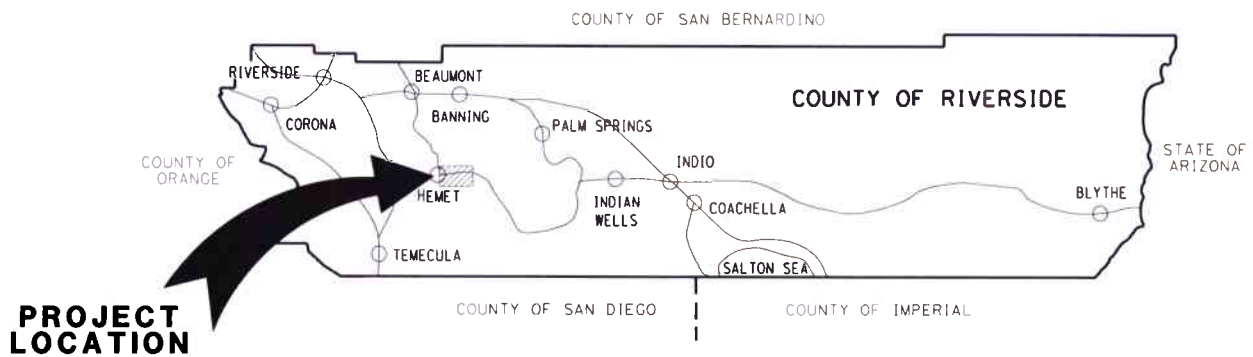 COUNTY OF SAN BERNARDINO
RIVERSIDE
BEAUMONT
COUNTY OF RIVERSIDE
CORONA
BANNING
PALM SPRINGS
COUNTY OF
ORANGE
STATE OF
ARIZONA
INDIO
HEMET
INDIAN
WELLS
COACHELLA
BLYTHE
TEMECULA
SALTON SEA
PROJECT
LOCATION
COUNTY OF SAN DIEGO
COUNTY OF IMPERIAL